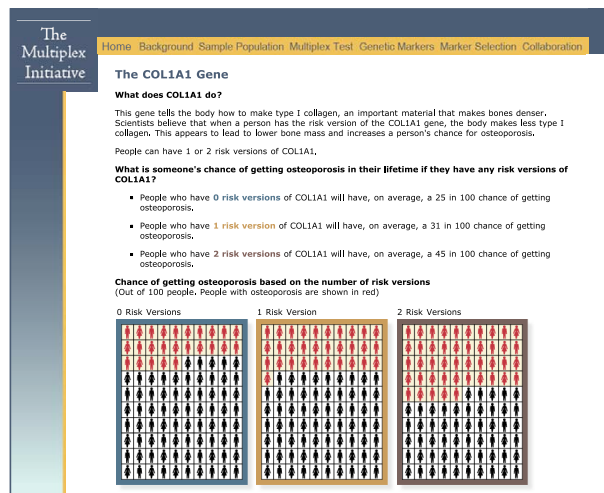 The
Multiplex
Initiative
Home Background Sample Population Multiplex Test Genetic Markers Marker Selection Collaboration
The COL1A1 Gene
What does COL1A1 do?
This gene tells the body how to make type I collagen, an important material that makes bones denser.
Scientists believe that when a person has the risk version of the COL1A1 gene, the body makes less type I
collagen. This appears to lead to lower bone mass and increases a person's chance for osteoporosis.
People can have 1 or 2 risk versions of COL1A1.
What is someone's chance of getting osteoporosis in their lifetime if they have any risk versions of
COL1A1?
▪ People who have 0 risk versions of COL1A1 will have, on average, a 25 in 100 chance of getting
osteoporosis.
▪ People who have 1 risk version of COL1A1 will have, on average, a 31 in 100 chance of getting
osteoporosis.
▪ People who have 2 risk versions of COL1A1 will have, on average, a 45 in 100 chance of getting
osteoporosis.
Chance of getting osteoporosis based on the number of risk versions
(Out of 100 people. People with osteoporosis are shown in red)
0 Risk Versions
1 Risk Version
2 Risk Versions